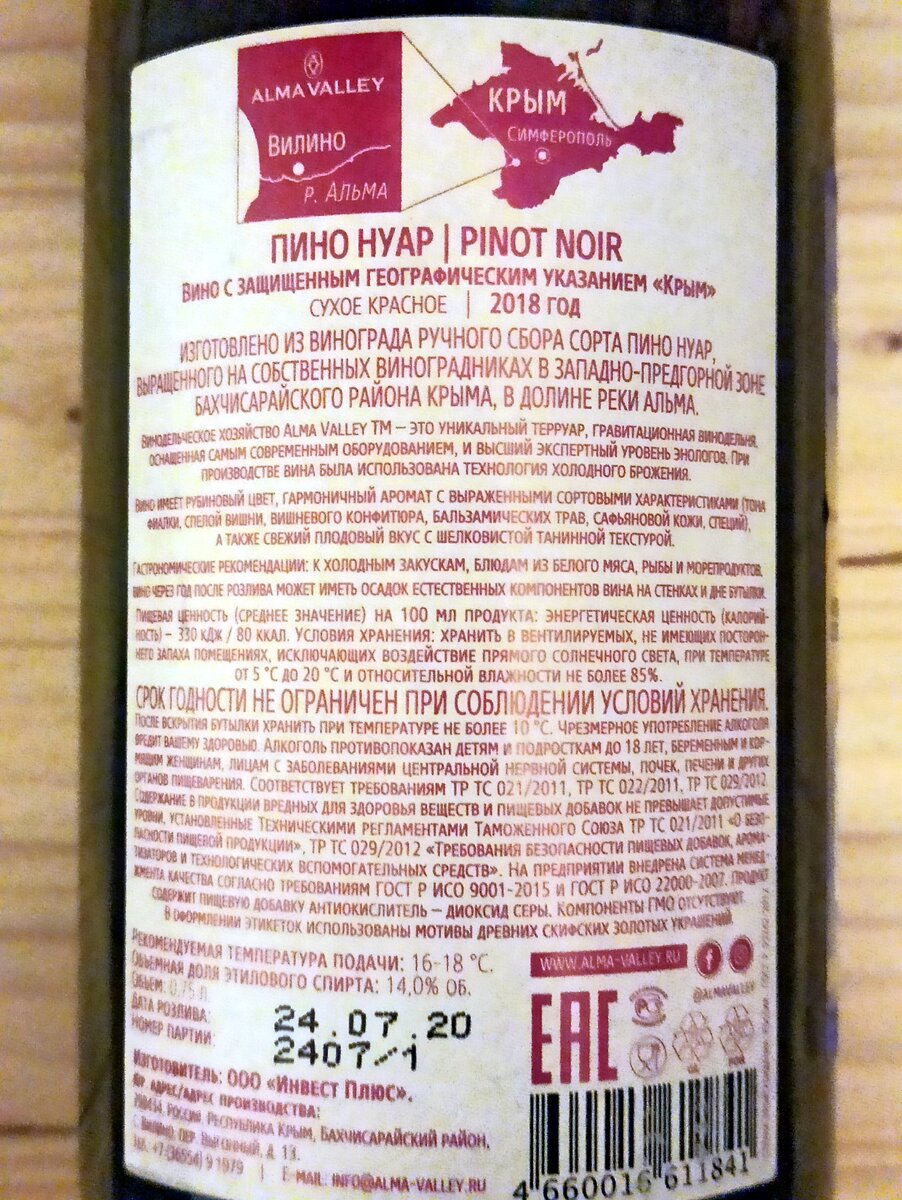 ALMA VALLEY
ВИЛИНО
Р. АЛЬМА
КРЫМ
СИМФЕРОПОЛЬ
ПИНО НУАР | PINOT NOIR
ВИНО С ЗАЩИЩЕННЫМ ГЕОГРАФИЧЕСКИМ УКАЗАНИЕМ «КРЫМ»
СУХОЕ КРАСНОЕ | 2018 ГОД
ИЗГОТОВЛЕНО ИЗ ВИНОГРАДА РУЧНОГО СБОРА СОРТА ПИНО НУАР,
ВЫРАЩЕННОГО НА СОБСТВЕННЫХ ВИНОГРАДНИКАХ В ЗАПАДНО-ПРЕДГОРНОЙ ЗОНЕ
БАХЧИСАРАЙСКОГО РАЙОНА КРЫМА, В ДОЛИНЕ РЕКИ АЛЬМА.
ВИНОДЕЛЬЧЕСКОЕ ХОЗЯЙСТВО ALMA VALLEY TM – ЭТО УНИКАЛЬНЫЙ ТЕРРУАР, ГРАВИТАЦИОННАЯ ВИНОДЕЛЬНЯ,
ОСНАЩЕННАЯ САМЫМ СОВРЕМЕННЫМ ОБОРУДОВАНИЕМ, И ВЫСШИЙ ЭКСПЕРТНЫЙ УРОВЕНЬ ЭНОЛОГОВ. ПРИ
ПРОИЗВОДСТВЕ ВИНА БЫЛА ИСПОЛЬЗОВАНА ТЕХНОЛОГИЯ ХОЛОДНОГО БРОЖЕНИЯ.
ВИНО ИМЕЕТ РУБИНОВЫЙ ЦВЕТ, ГАРМОНИЧНЫЙ АРОМАТ С ВЫРАЖЕННЫМИ СОРТОВЫМИ ХАРАКТЕРИСТИКАМИ (ТОНА
ФИАЛКИ, СПЕЛОЙ ВИШНИ, ВИШНЕВОГО КОНФИТЮРА, БАЛЬЗАМИЧЕСКИХ ТРАВ, САФЬЯНОВОЙ КОЖИ, СПЕЦИЙ),
А ТАКЖЕ СВЕЖИЙ ПЛОДОВЫЙ ВКУС С ШЕЛКОВИСТОЙ ТАНИННОЙ ТЕКСТУРОЙ.
ГАСТРОНОМИЧЕСКИЕ РЕКОМЕНДАЦИИ: К ХОЛОДНЫМ ЗАКУСКАМ, БЛЮДАМ ИЗ БЕЛОГО МЯСА, РЫБЫ И МОРЕПРОДУКТОВ.
ВИНО ЧЕРЕЗ ГОД ПОСЛЕ РОЗЛИВА МОЖЕТ ИМЕТЬ ОСАДОК ЕСТЕСТВЕННЫХ КОМПОНЕНТОВ ВИНА НА СТЕНКАХ И ДНЕ БУТЫЛКИ.
ПИЩЕВАЯ ЦЕННОСТЬ (СРЕДНЕЕ ЗНАЧЕНИЕ) НА 100 МЛ ПРОДУКТА: ЭНЕРГЕТИЧЕСКАЯ ЦЕННОСТЬ (КАЛОРИЙ-
НОСТЬ) – 330 КДЖ / 80 ККАЛ. УСЛОВИЯ ХРАНЕНИЯ: ХРАНИТЬ В ВЕНТИЛИРУЕМЫХ, НЕ ИМЕЮЩИХ ПОСТОРОН-
НЕГО ЗАПАХА ПОМЕЩЕНИЯХ, ИСКЛЮЧАЮЩИХ ВОЗДЕЙСТВИЕ ПРЯМОГО СОЛНЕЧНОГО СВЕТА, ПРИ ТЕМПЕРАТУРЕ
ОТ 5 °С ДО 20 °С И ОТНОСИТЕЛЬНОЙ ВЛАЖНОСТИ НЕ БОЛЕЕ 85%.
СРОК ГОДНОСТИ НЕ ОГРАНИЧЕН ПРИ СОБЛЮДЕНИИ УСЛОВИЙ ХРАНЕНИЯ.
ПОСЛЕ ВСКРЫТИЯ БУТЫЛКИ ХРАНИТЬ ПРИ ТЕМПЕРАТУРЕ НЕ БОЛЕЕ 10 °С. ЧРЕЗМЕРНОЕ УПОТРЕБЛЕНИЕ АЛКОГОЛЯ
ВРЕДИТ ВАШЕМУ ЗДОРОВЬЮ. АЛКОГОЛЬ ПРОТИВОПОКАЗАН ДЕТЯМ И ПОДРОСТКАМ ДО 18 ЛЕТ, БЕРЕМЕННЫМ И КОР-
МЯЩИМ ЖЕНЩИНАМ, ЛИЦАМ С ЗАБОЛЕВАНИЯМИ ЦЕНТРАЛЬНОЙ НЕРВНОЙ СИСТЕМЫ, ПОЧЕК, ПЕЧЕНИ И ДРУГИХ
ОРГАНОВ ПИЩЕВАРЕНИЯ. СООТВЕТСТВУЕТ ТРЕБОВАНИЯМ ТР ТС 021/2011, ТР ТС 022/2011, ТР ТС 029/2012
СОДЕРЖАНИЕ В ПРОДУКЦИИ ВРЕДНЫХ ДЛЯ ЗДОРОВЬЯ ВЕЩЕСТВ И ПИЩЕВЫХ ДОБАВОК НЕ ПРЕВЫШАЕТ ДОПУСТИМЫЕ
УРОВНИ, УСТАНОВЛЕННЫЕ ТЕХНИЧЕСКИМИ РЕГЛАМЕНТАМИ ТАМОЖЕННОГО СОЮЗА ТР ТС 021/2011 «О БЕЗО-
ПАСНОСТИ ПИЩЕВОЙ ПРОДУКЦИИ», ТР ТС 029/2012 «ТРЕБОВАНИЯ БЕЗОПАСНОСТИ ПИЩЕВЫХ ДОБАВОК, АРОМА-
ТИЗАТОРОВ И ТЕХНОЛОГИЧЕСКИХ ВСПОМОГАТЕЛЬНЫХ СРЕДСТВ». НА ПРЕДПРИЯТИИ ВНЕДРЕНА СИСТЕМА МЕНЕД-
ЖМЕНТА КАЧЕСТВА СОГЛАСНО ТРЕБОВАНИЯМ ГОСТ Р ИСО 9001-2015 И ГОСТ Р ИСО 22000-2007. ПРОДУКТ
СОДЕРЖИТ ПИЩЕВУЮ ДОБАВКУ АНТИОКИСЛИТЕЛЬ – ДИОКСИД СЕРЫ. КОМПОНЕНТЫ ГМО ОТСУТСТВУЮТ.
В ОФОРМЛЕНИИ ЭТИКЕТОК ИСПОЛЬЗОВАНЫ МОТИВЫ ДРЕВНИХ СКИФСКИХ ЗОЛОТЫХ УКРАШЕНИЙ.
РЕКОМЕНДУЕМАЯ ТЕМПЕРАТУРА ПОДАЧИ: 16-18 °С.
ОБЪЕМНАЯ ДОЛЯ ЭТИЛОВОГО СПИРТА: 14,0% ОБ.
ОБЪЕМ: 0,75 Л.
ДАТА РОЗЛИВА: 24.07.20
НОМЕР ПАРТИИ: 2407/1
ИЗГОТОВИТЕЛЬ: ООО «ИНВЕСТ ПЛЮС».
ЮР. АДРЕС/АДРЕС ПРОИЗВОДСТВА:
298434, РОССИЯ, РЕСПУБЛИКА КРЫМ, БАХЧИСАРАЙСКИЙ РАЙОН,
С. ВИЛИНО, ПЕР. ВЫГОННЫЙ, Д. 13.
ТЕЛ. +7 (36554) 9 1979 | E-MAIL: INFO@ALMA-VALLEY.RU
WWW.ALMA-VALLEY.RU
@ALMAVALLEY
EAC
РСТ
4 660016 611841